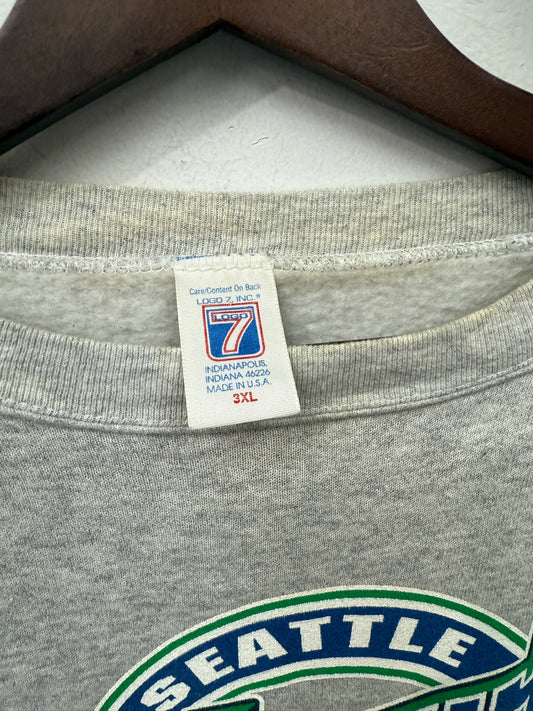 Care/Content On Back
LOGO 7, INC.®
LOGO
7
INDIANAPOLIS,
INDIANA 46226
MADE IN U.S.A.
3XL
SEATTLE